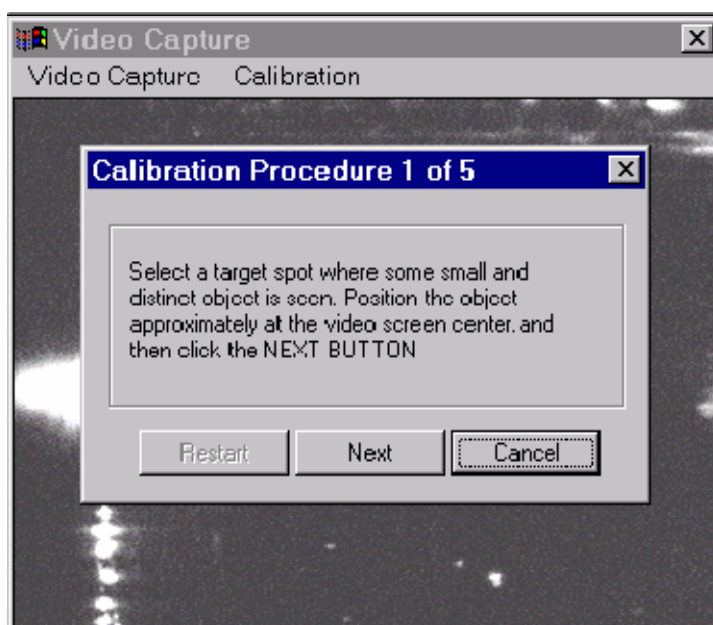 Video Capture
Video Capture Calibration
Calibration Procedure 1 of 5
Select a target spot where some small and
distinct object is seen. Position the object
approximately at the video screen center. and
then click the NEXT BUTTON
Restart Next Cancel